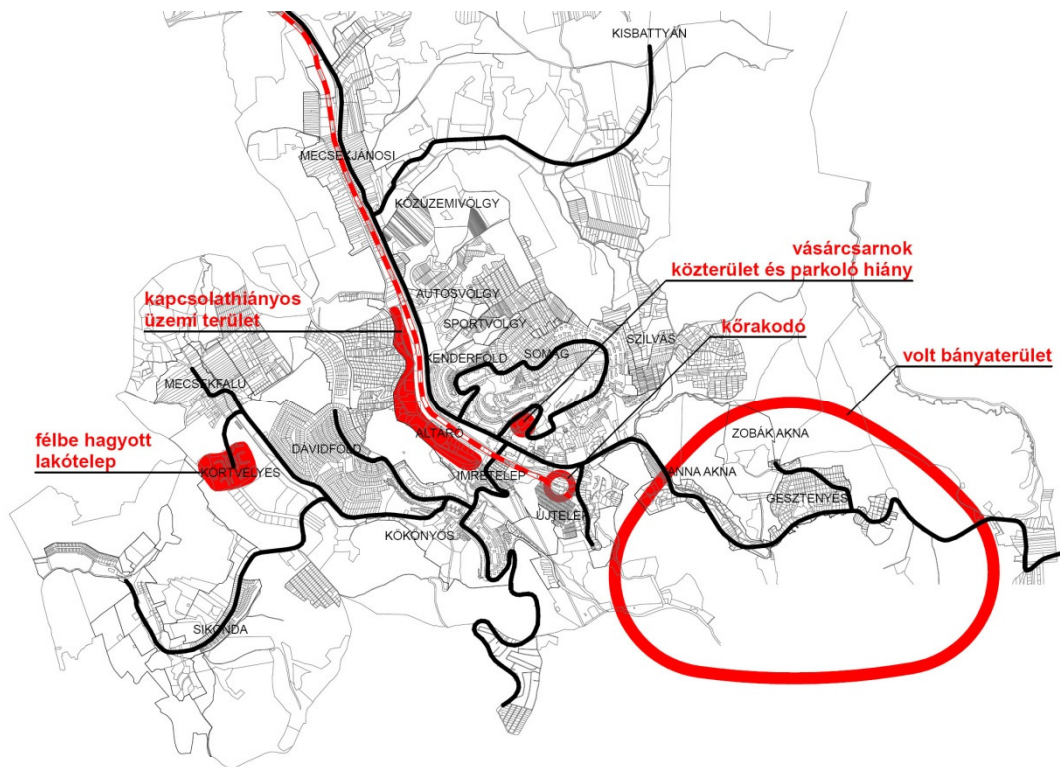 KISBATTYÁN
MECSEKJÁNOSI
KÖZÜZEMIVÖLGY
vásárcsarnok
közterület és parkoló hiány
kapcsolathiányos
üzemi terület
AUTOSVÖLGY
SPORTVÖLGY
kőrakodó
SZILVÁS
KENDERFÖLD
SOMÁG
volt bányaterület
MECSEKFALU
félbe hagyott
lakótelep
ALTÁRÓ
DÁVIDFÖLD
ZOBÁK AKNA
KÖRTVÉLYES
IMRETELEP
ANNA AKNA
GESZTENYÉS
ÚJTELEP
KÖKÖNYÖS
SIKONDA